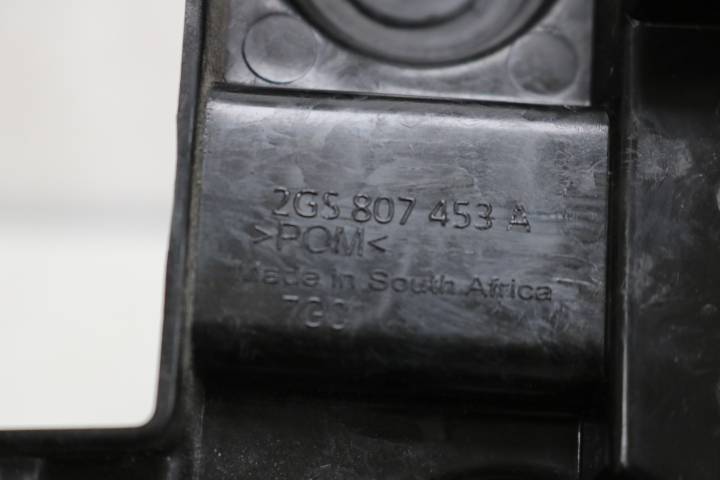 2GS 807 453 A
>POM<
Made in South Africa